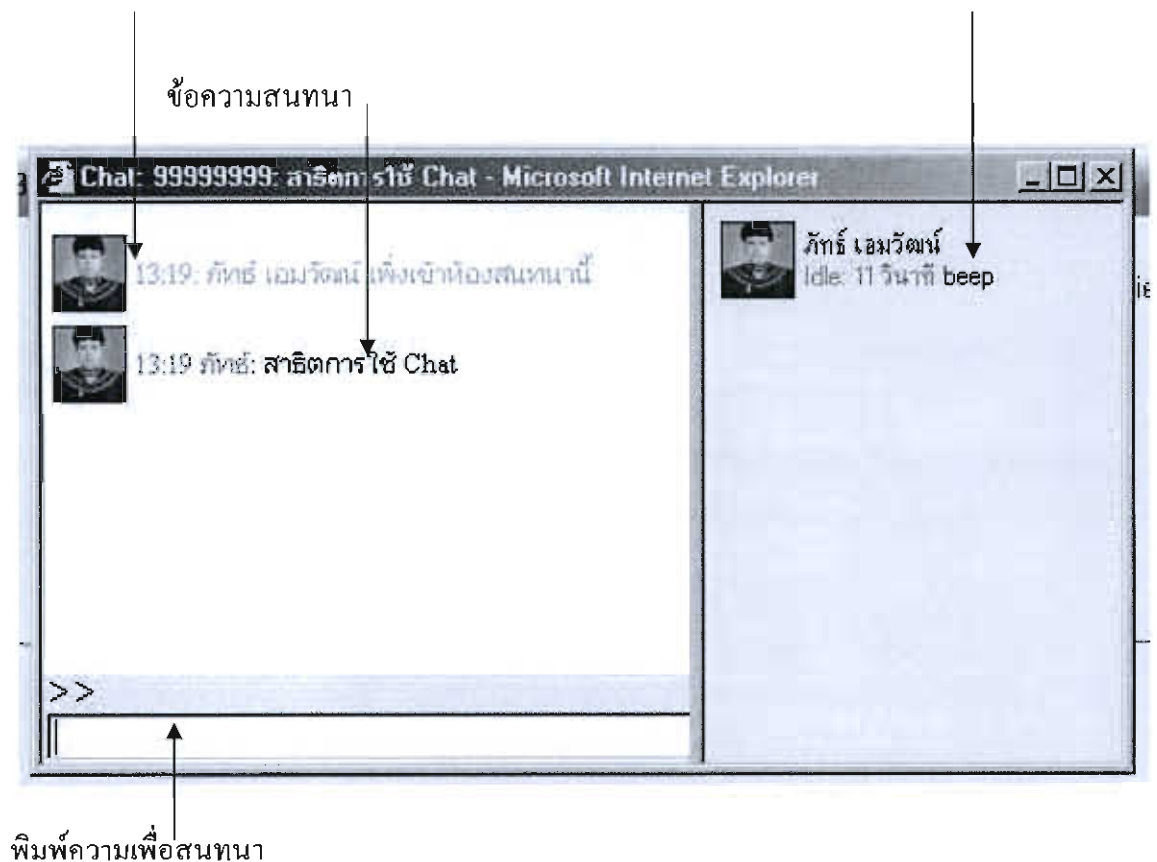 ข้อความสนทนา
Chat: 99999999: สาธิตการใช้ Chat - Microsoft Internet Explorer
13:19: ภัทธ์ เอมวัฒน์ เพิ่งเข้าห้องสนทนานี้
13:19 ภัทธ์: สาธิตการใช้ Chat
ภัทธ์ เอมวัฒน์
Idle: 11 วินาที beep
>>
พิมพ์ความเพื่อสนทนา